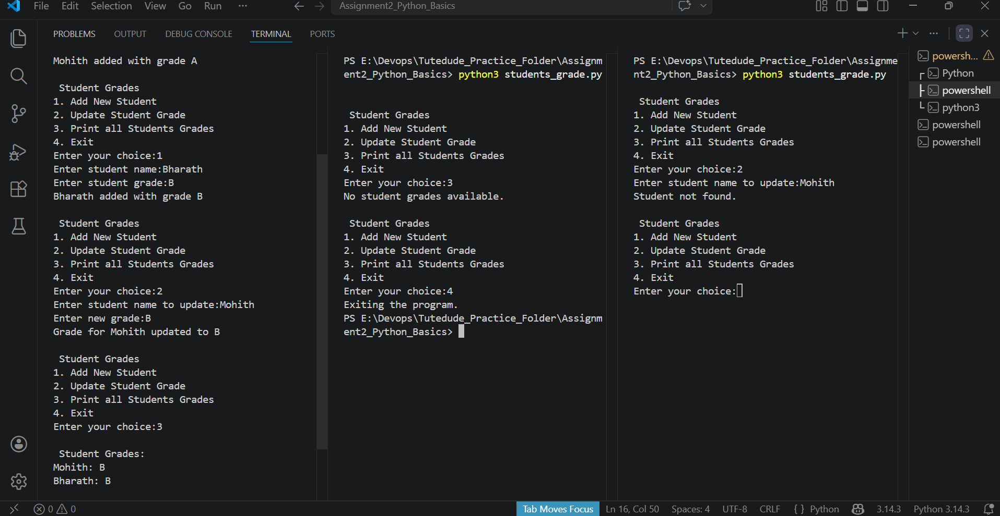 File Edit Selection View Go Run ··· Assignment2_Python_Basics
PROBLEMS OUTPUT DEBUG CONSOLE TERMINAL PORTS
Mohith added with grade A
 Student Grades
1. Add New Student
2. Update Student Grade
3. Print all Students Grades
4. Exit
Enter your choice:1
Enter student name:Bharath
Enter student grade:B
Bharath added with grade B
 Student Grades
1. Add New Student
2. Update Student Grade
3. Print all Students Grades
4. Exit
Enter your choice:2
Enter student name to update:Mohith
Enter new grade:B
Grade for Mohith updated to B
 Student Grades
1. Add New Student
2. Update Student Grade
3. Print all Students Grades
4. Exit
Enter your choice:3
 Student Grades:
Mohith: B
Bharath: B
PS E:\Devops\Tutedude_Practice_Folder\Assignm
ent2_Python_Basics> python3 students_grade.py
 Student Grades
1. Add New Student
2. Update Student Grade
3. Print all Students Grades
4. Exit
Enter your choice:3
No student grades available.
 Student Grades
1. Add New Student
2. Update Student Grade
3. Print all Students Grades
4. Exit
Enter your choice:4
Exiting the program.
PS E:\Devops\Tutedude_Practice_Folder\Assignm
ent2_Python_Basics>
PS E:\Devops\Tutedude_Practice_Folder\Assignme
nt2_Python_Basics> python3 students_grade.py
 Student Grades
1. Add New Student
2. Update Student Grade
3. Print all Students Grades
4. Exit
Enter your choice:2
Enter student name to update:Mohith
Student not found.
 Student Grades
1. Add New Student
2. Update Student Grade
3. Print all Students Grades
4. Exit
Enter your choice:
powersh...
Python
powershell
python3
powershell
powershell
0 0 Tab Moves Focus Ln 16, Col 50 Spaces: 4 UTF-8 CRLF { } Python 3.14.3 Python 3.14.3